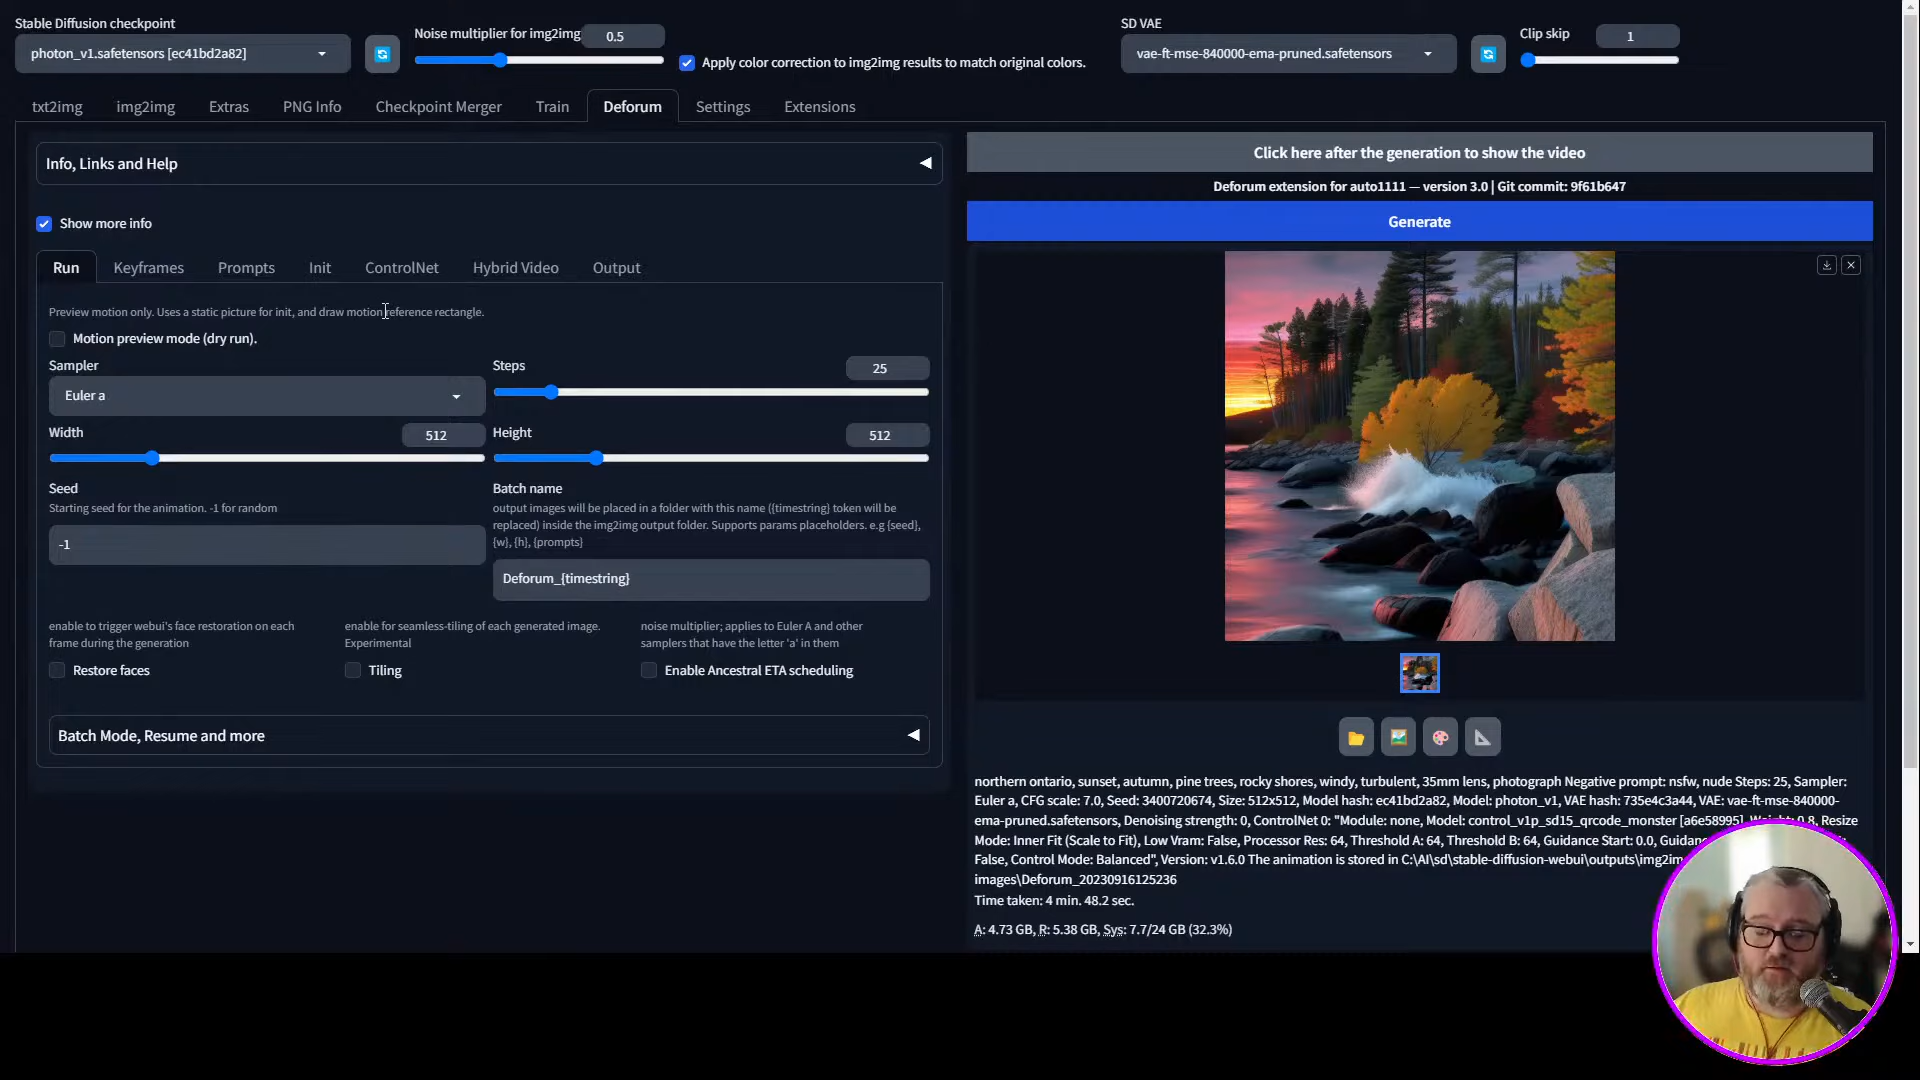 Stable Diffusion checkpoint
photon_v1.safetensors [ec41bd2a82]
Noise multiplier for img2img
0.5
Apply color correction to img2img results to match original colors.
SD VAE
vae-ft-mse-840000-ema-pruned.safetensors
Clip skip
1
txt2img
img2img
Extras
PNG Info
Checkpoint Merger
Train
Deforum
Settings
Extensions
Info, Links and Help
Show more info
Run
Keyframes
Prompts
Init
ControlNet
Hybrid Video
Output
Preview motion only. Uses a static picture for init, and draw motion reference rectangle.
Motion preview mode (dry run).
Sampler
Euler a
Steps
25
Width
512
Height
512
Seed
Starting seed for the animation. -1 for random
-1
Batch name
output images will be placed in a folder with this name ({timestring} token will be
replaced) inside the img2img output folder. Supports params placeholders. e.g {seed},
{w}, {h}, {prompts}
Deforum_{timestring}
enable to trigger webui's face restoration on each
frame during the generation
Restore faces
enable for seamless-tiling of each generated image.
Experimental
Tiling
noise multiplier; applies to Euler A and other
samplers that have the letter 'a' in them
Enable Ancestral ETA scheduling
Batch Mode, Resume and more
Click here after the generation to show the video
Deforum extension for auto1111 — version 3.0 | Git commit: 9f61b647
Generate
northern ontario, sunset, autumn, pine trees, rocky shores, windy, turbulent, 35mm lens, photograph Negative prompt: nsfw, nude Steps: 25, Sampler:
Euler a, CFG scale: 7.0, Seed: 3400720674, Size: 512x512, Model hash: ec41bd2a82, Model: photon_v1, VAE hash: 735e4c3a44, VAE: vae-ft-mse-840000-
ema-pruned.safetensors, Denoising strength: 0, ControlNet 0: "Module: none, Model: control_v1p_sd15_qrcode_monster [a6e58995], Weight: 0.8, Resize
Mode: Inner Fit (Scale to Fit), Low Vram: False, Processor Res: 64, Threshold A: 64, Threshold B: 64, Guidance Start: 0.0,
False, Control Mode: Balanced", Version: v1.6.0 The animation is stored in C:\AI\sd\stable-diffusion-webui\outputs\
images\Deforum_20230916125236
Time taken: 4 min. 48.2 sec.
A: 4.73 GB, R: 5.38 GB, Sys: 7.7/24 GB (32.3%)